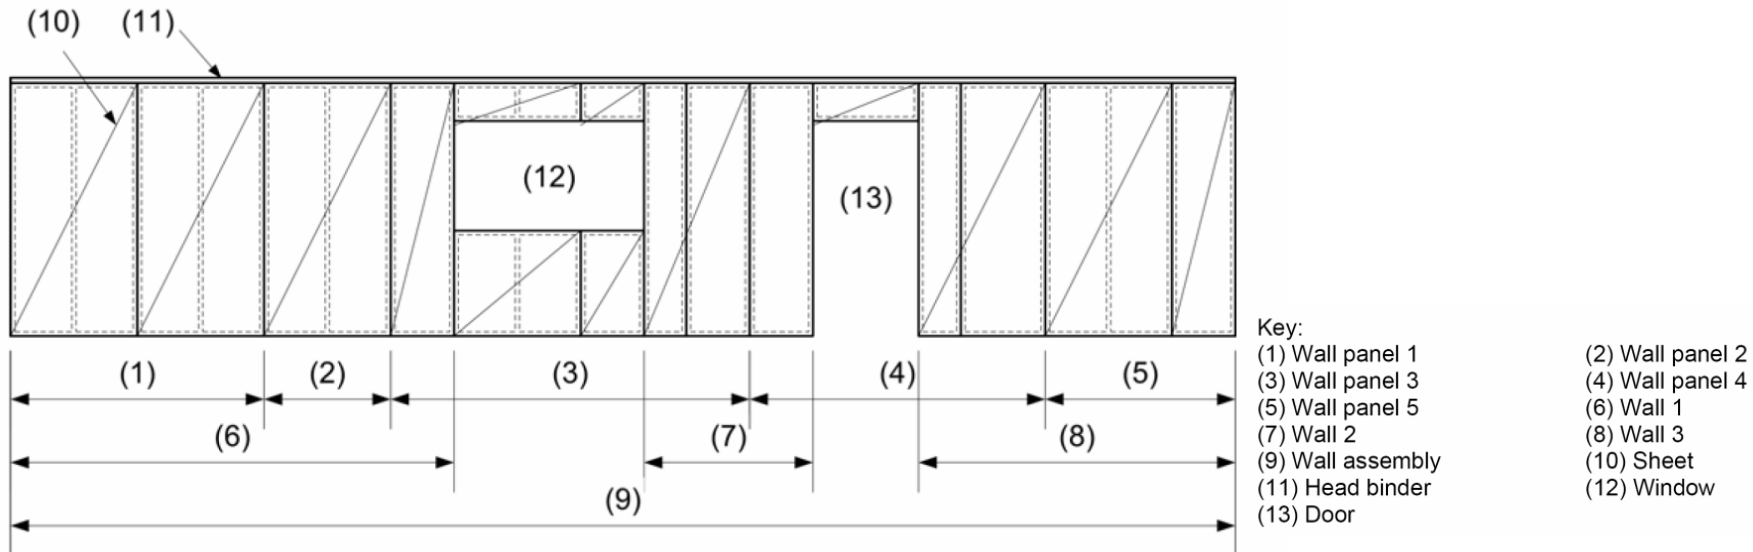 (10) (11)
(12)
(13)
(1) (2) (3) (4) (5)
(6) (7) (8)
(9)
Key:
(1) Wall panel 1 (2) Wall panel 2
(3) Wall panel 3 (4) Wall panel 4
(5) Wall panel 5 (6) Wall 1
(7) Wall 2 (8) Wall 3
(9) Wall assembly (10) Sheet
(11) Head binder (12) Window
(13) Door